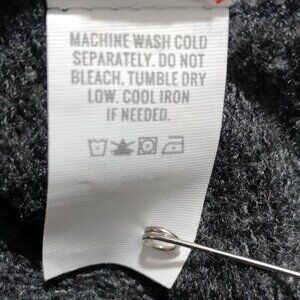 MACHINE WASH COLD
SEPARATELY. DO NOT
BLEACH. TUMBLE DRY
LOW. COOL IRON
IF NEEDED.